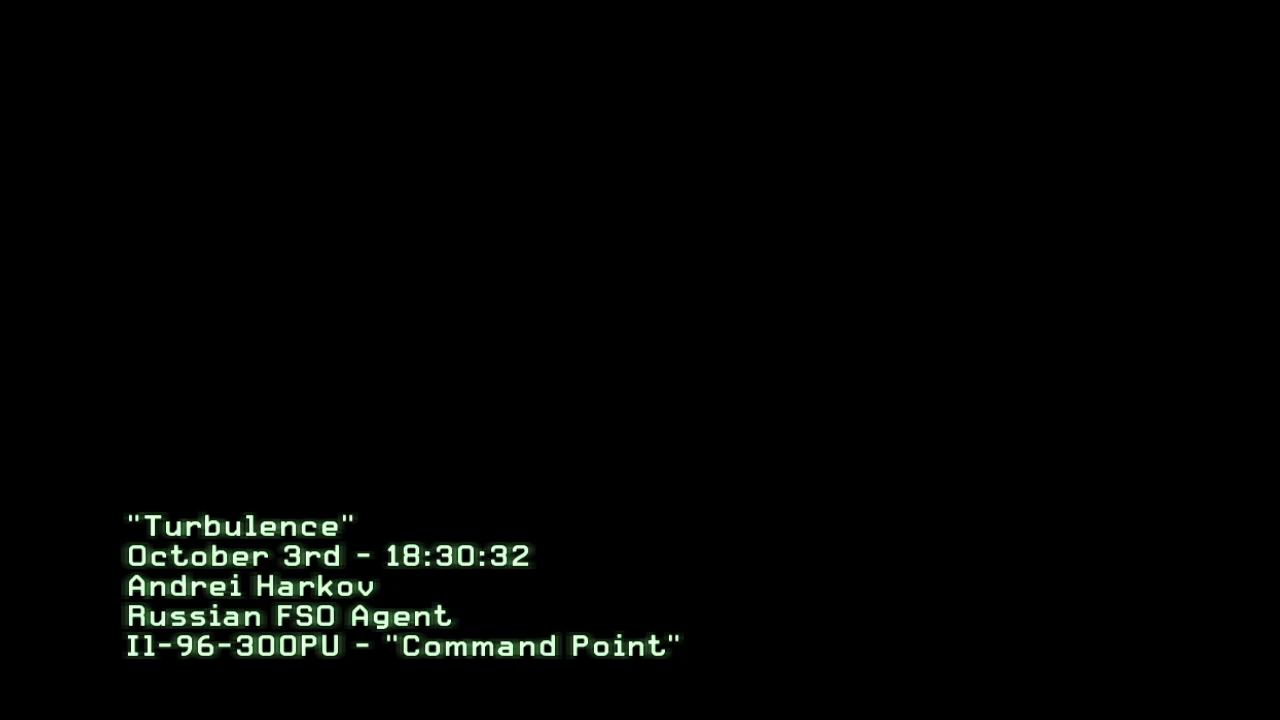 "Turbulence"
October 3rd - 18:30:32
Andrei Harkov
Russian FSO Agent
Il-96-300PU - "Command Point"